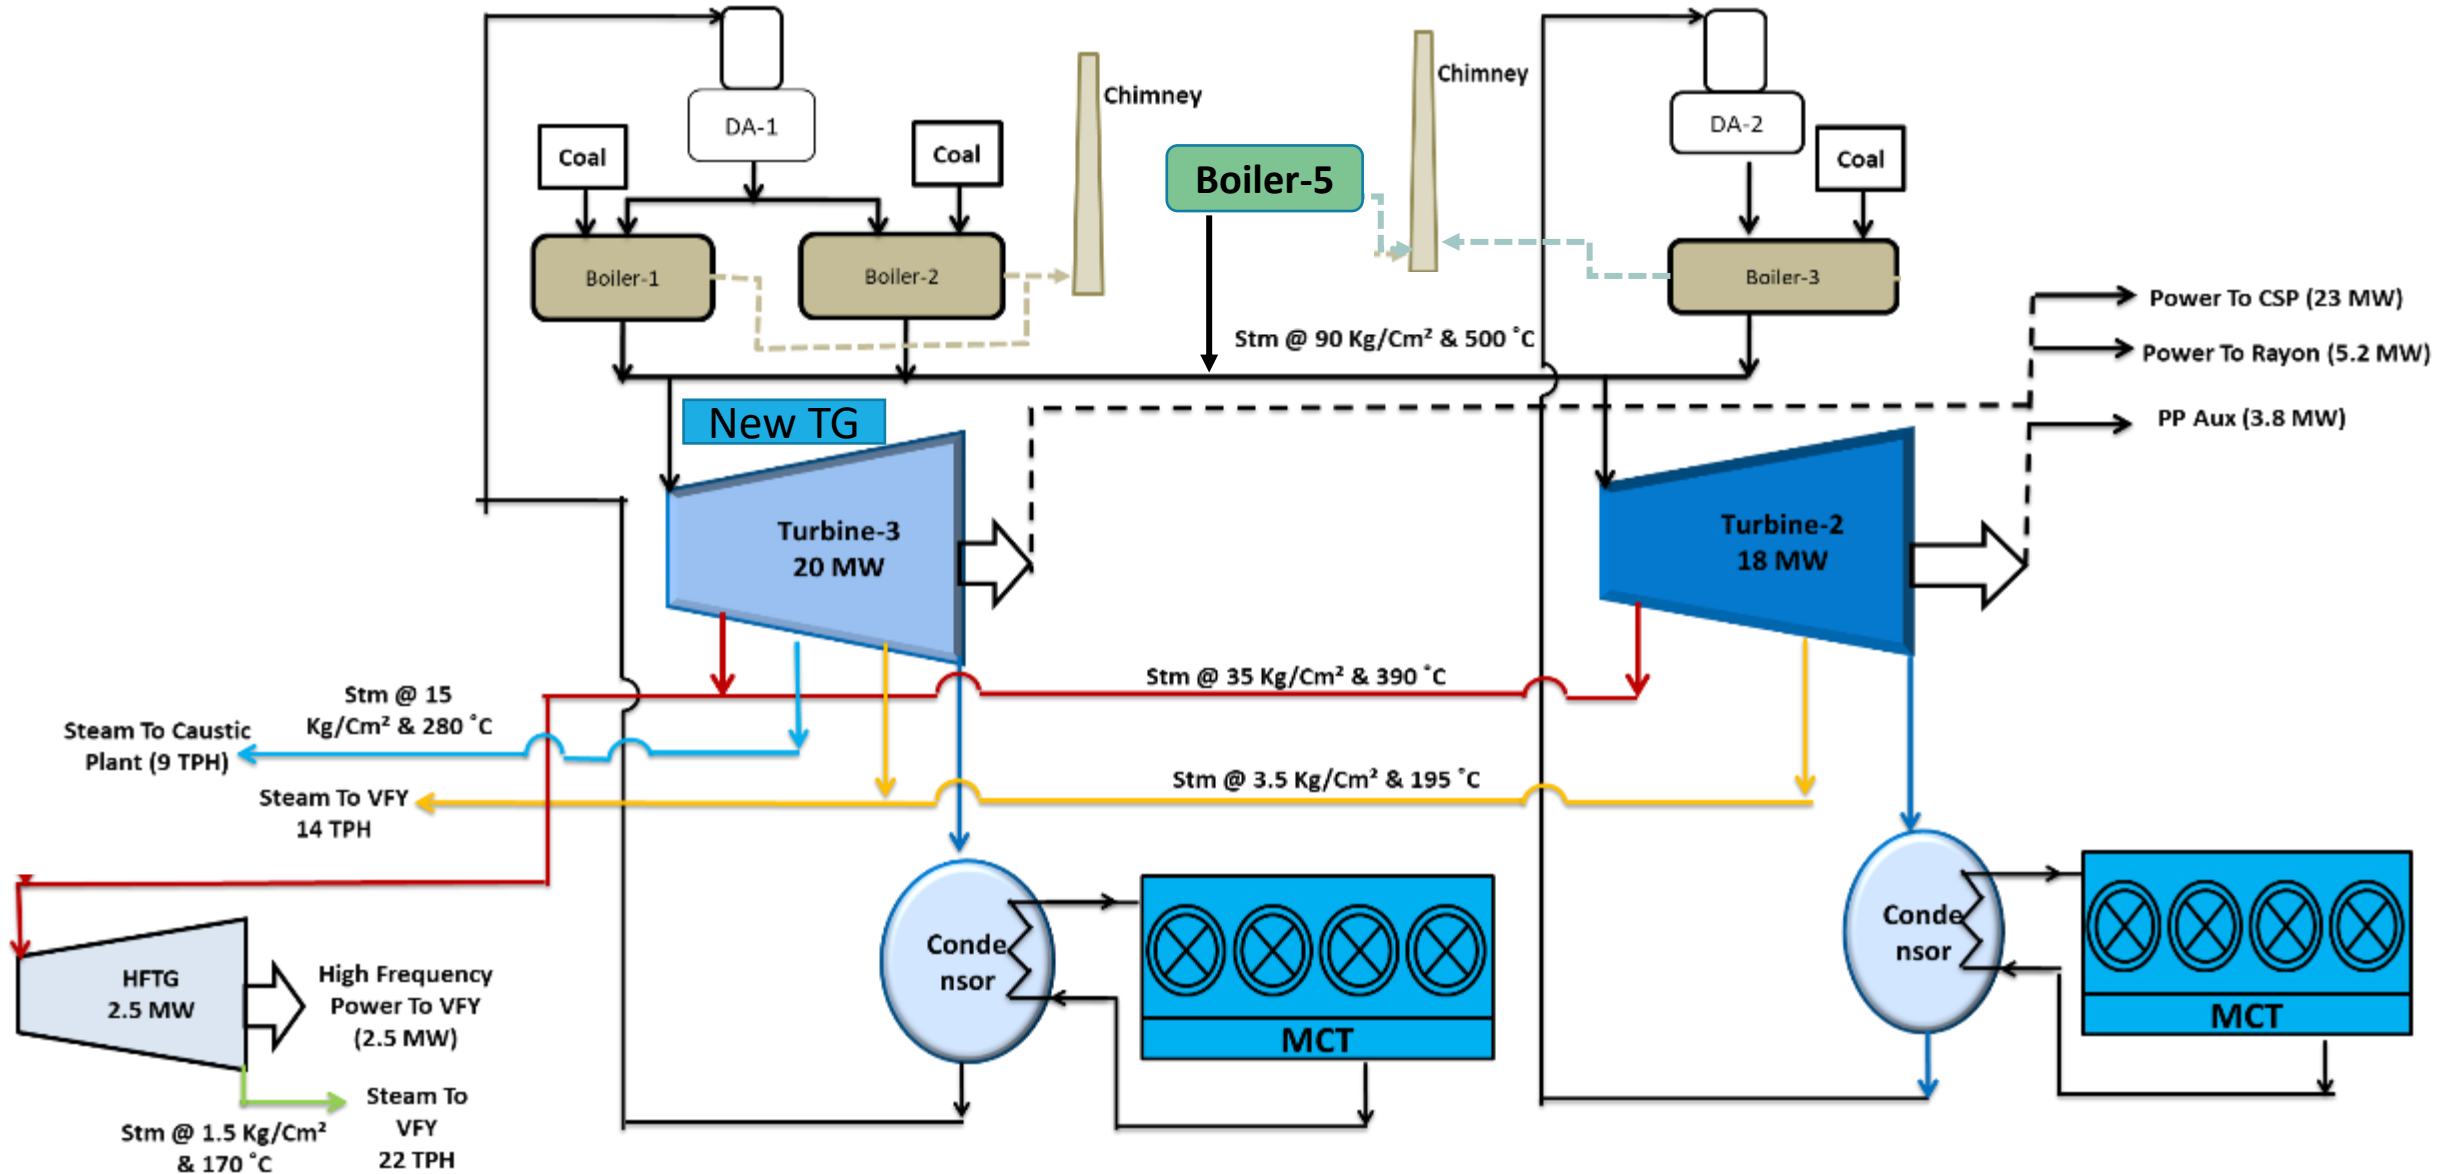 Chimney
Chimney
DA-1
DA-2
Coal
Coal
Coal
Boiler-5
Boiler-1
Boiler-2
Boiler-3
Power To CSP (23 MW)
Stm @ 90 Kg/Cm² & 500 ˚C
Power To Rayon (5.2 MW)
PP Aux (3.8 MW)
New TG
Turbine-3
20 MW
Turbine-2
18 MW
Stm @ 35 Kg/Cm² & 390 ˚C
Stm @ 15
Kg/Cm² & 280 ˚C
Steam To Caustic
Plant (9 TPH)
Stm @ 3.5 Kg/Cm² & 195 ˚C
Steam To VFY
14 TPH
Conde
nsor
MCT
Conde
nsor
MCT
HFTG
2.5 MW
High Frequency
Power To VFY
(2.5 MW)
Steam To
VFY
22 TPH
Stm @ 1.5 Kg/Cm²
& 170 ˚C